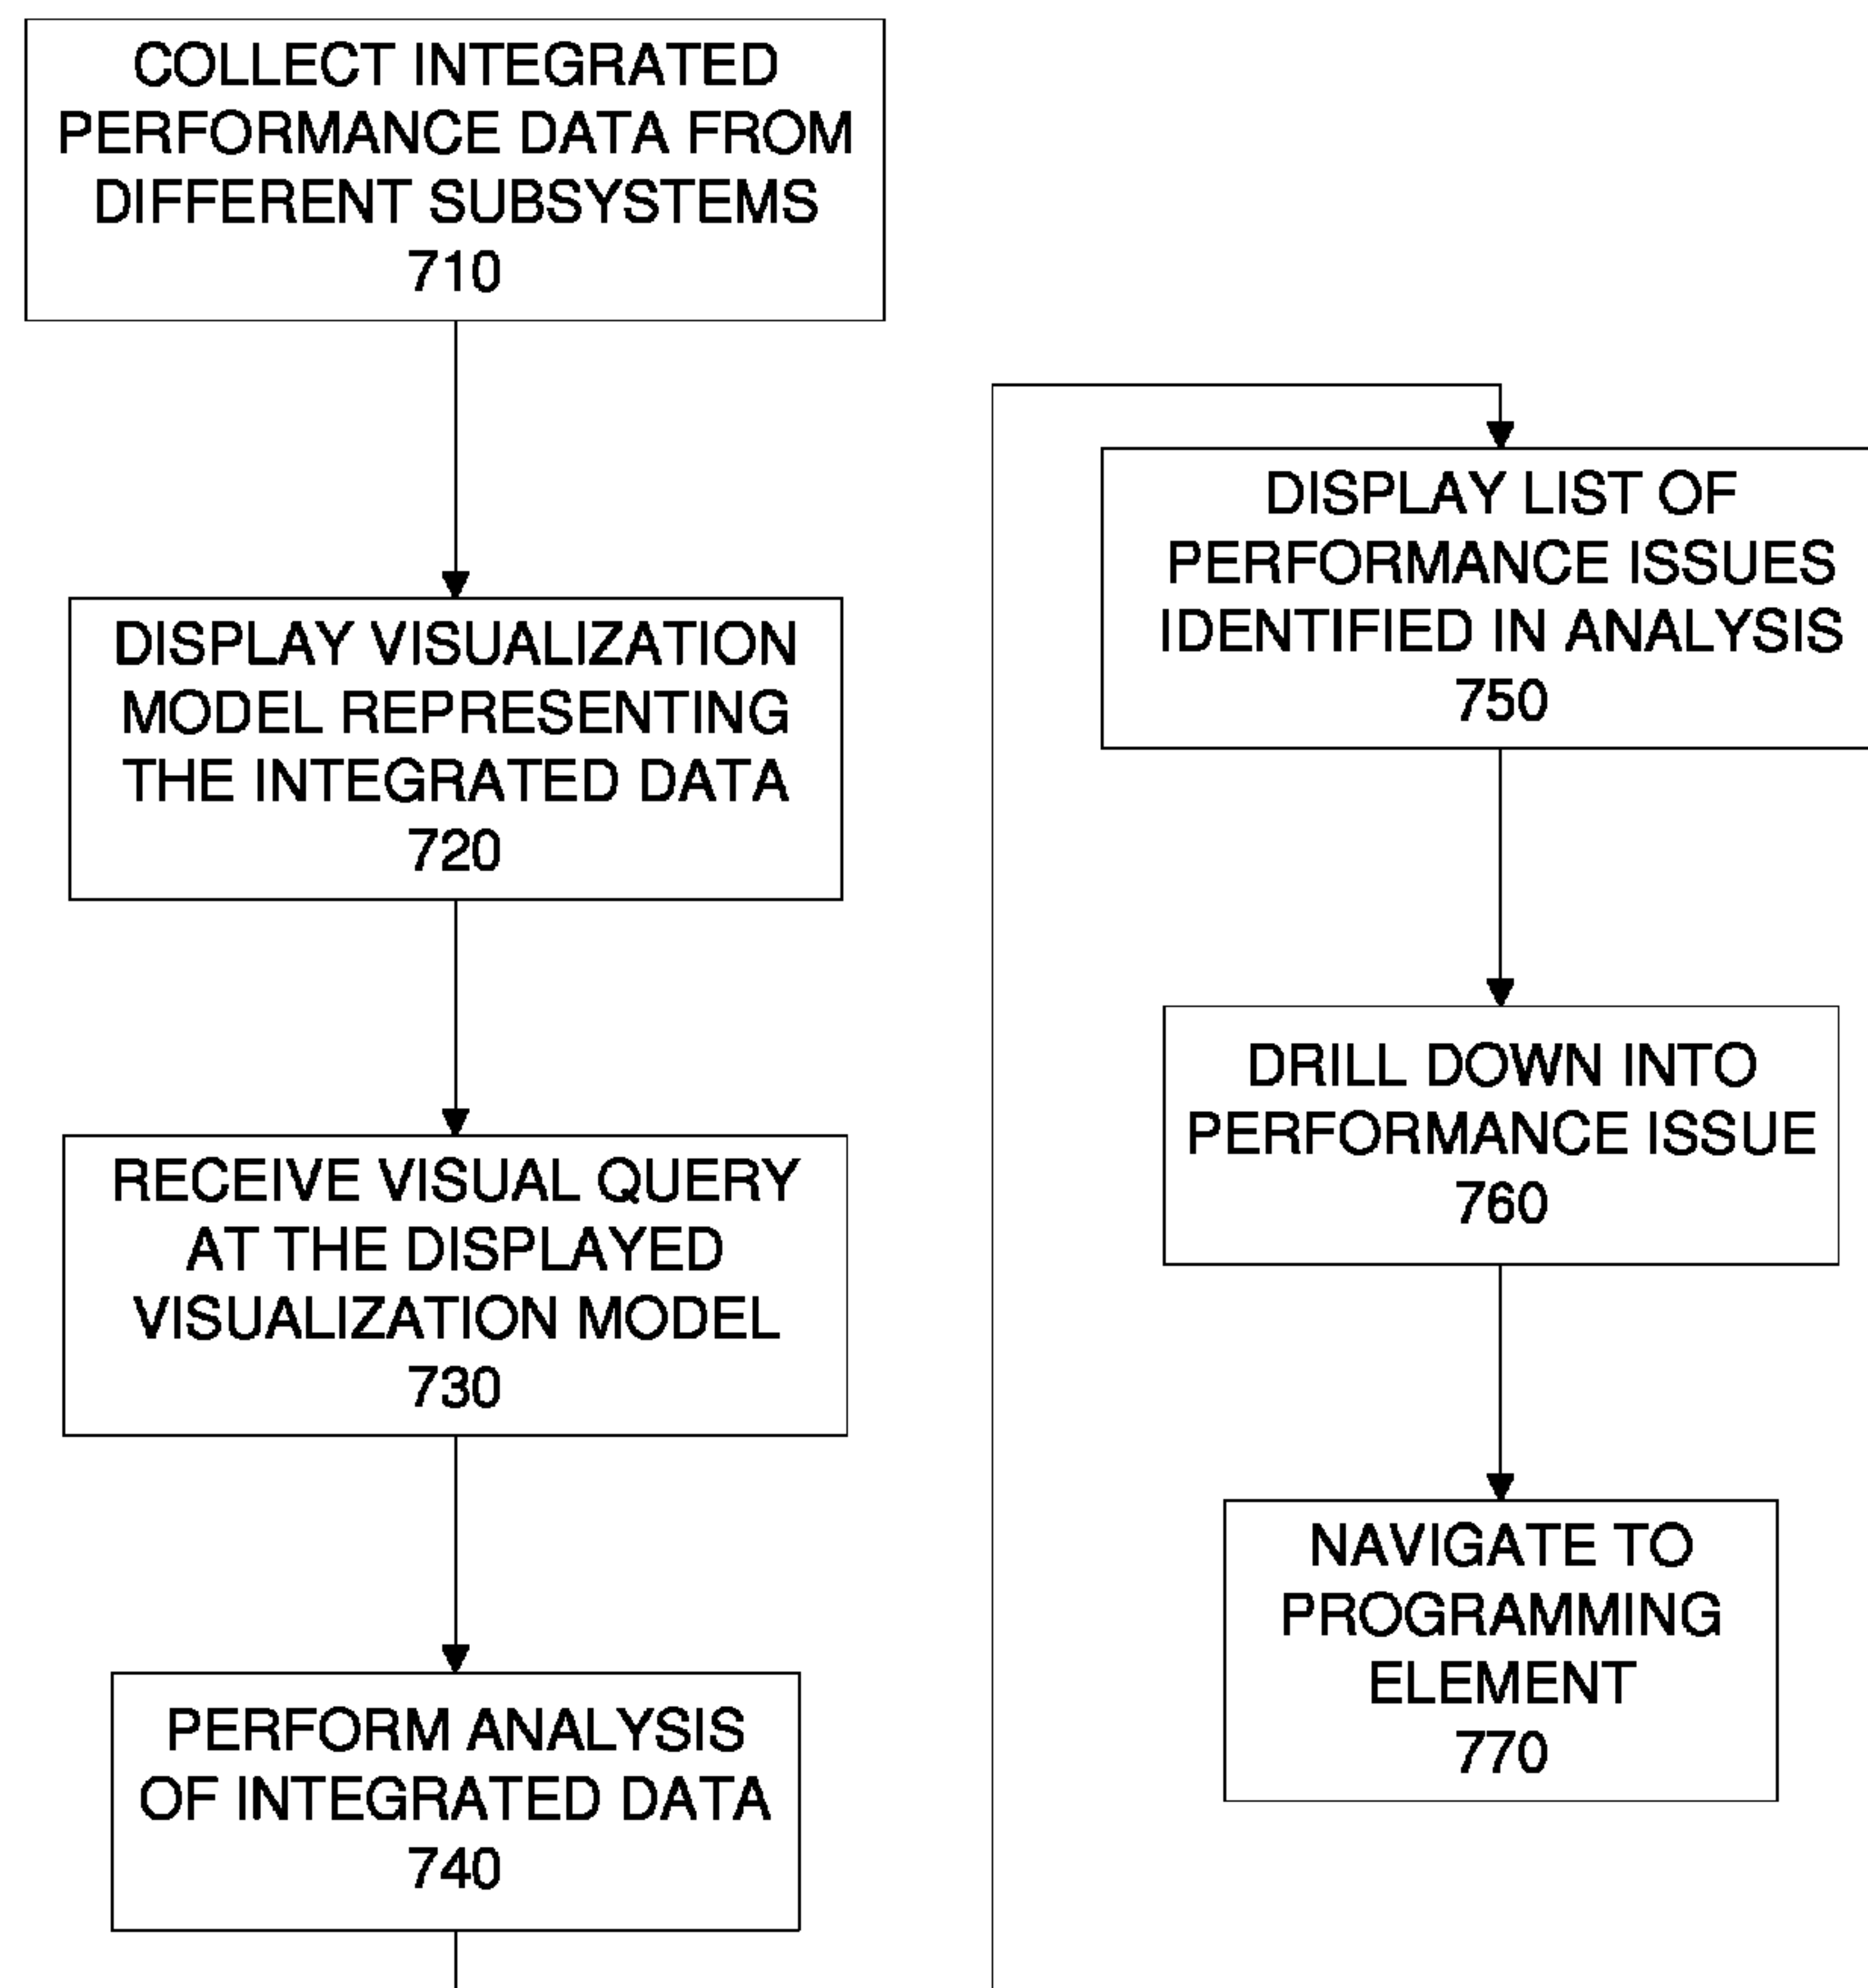 COLLECT INTEGRATED
PERFORMANCE DATA FROM
DIFFERENT SUBSYSTEMS
710
DISPLAY VISUALIZATION
MODEL REPRESENTING
THE INTEGRATED DATA
720
RECEIVE VISUAL QUERY
AT THE DISPLAYED
VISUALIZATION MODEL
730
PERFORM ANALYSIS
OF INTEGRATED DATA
740
DISPLAY LIST OF
PERFORMANCE ISSUES
IDENTIFIED IN ANALYSIS
750
DRILL DOWN INTO
PERFORMANCE ISSUE
760
NAVIGATE TO
PROGRAMMING
ELEMENT
770